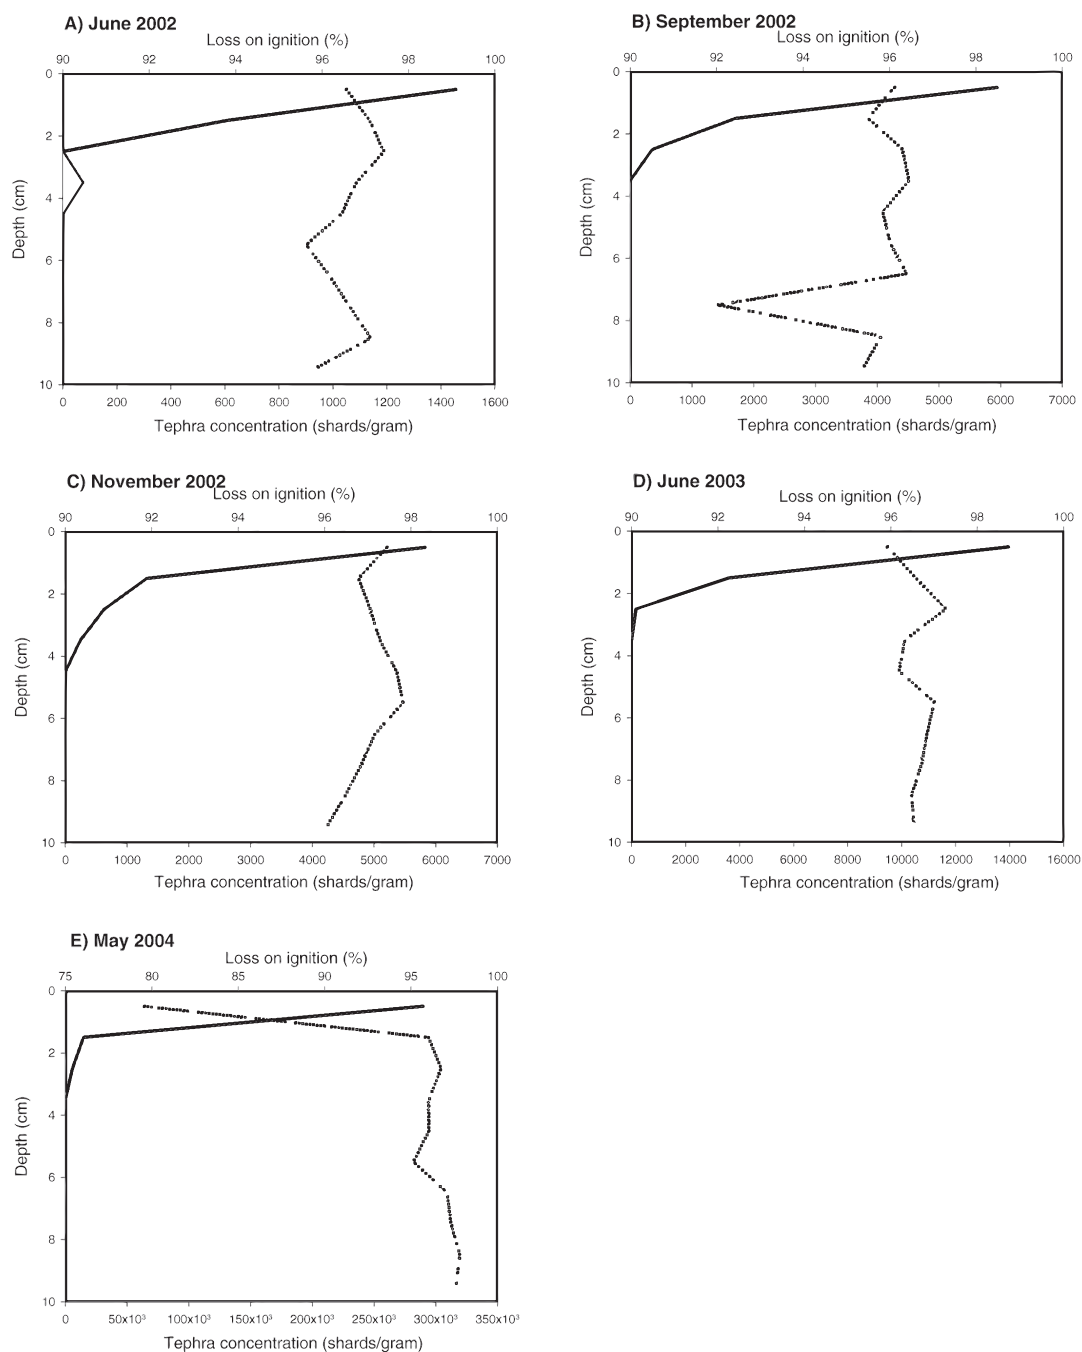 A) June 2002
Loss on ignition (%)
90 92 94 96 98 100
0
2
4
6
8
10
Depth (cm)
0 200 400 600 800 1000 1200 1400 1600
Tephra concentration (shards/gram)
B) September 2002
Loss on ignition (%)
90 92 94 96 98 100
0
2
4
6
8
10
Depth (cm)
0 1000 2000 3000 4000 5000 6000 7000
Tephra concentration (shards/gram)
C) November 2002
Loss on ignition (%)
90 92 94 96 98 100
0
2
4
6
8
10
Depth (cm)
0 1000 2000 3000 4000 5000 6000 7000
Tephra concentration (shards/gram)
D) June 2003
Loss on ignition (%)
90 92 94 96 98 100
0
2
4
6
8
10
Depth (cm)
0 2000 4000 6000 8000 10000 12000 14000 16000
Tephra concentration (shards/gram)
E) May 2004
Loss on ignition (%)
75 80 85 90 95 100
0
2
4
6
8
10
Depth (cm)
0 50x10³ 100x10³ 150x10³ 200x10³ 250x10³ 300x10³ 350x10³
Tephra concentration (shards/gram)